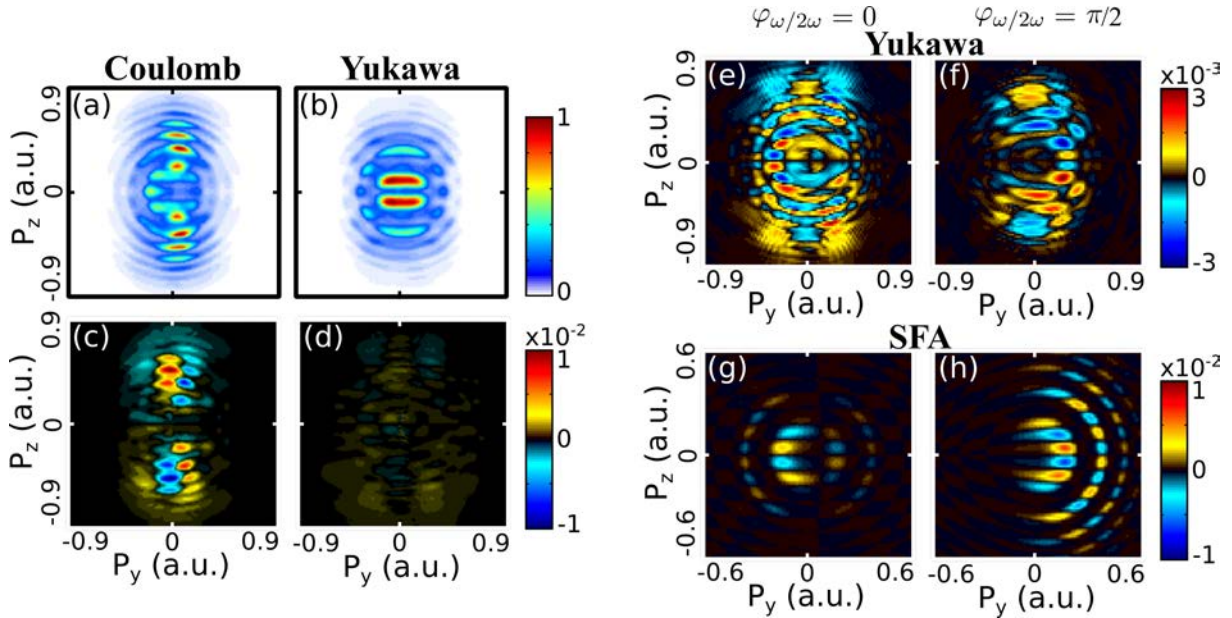 φω/2ω = 0 φω/2ω = π/2
Coulomb Yukawa Yukawa
(a) (b) (e) (f)
0.9 0 -0.9 P_z (a.u.)
1 0
0.9 0 -0.9 P_z (a.u.)
x10^-3
3 0 -3
-0.9 0 0.9 -0.9 0 0.9
P_y (a.u.) P_y (a.u.)
(c) (d)
0.9 0 -0.9 P_z (a.u.)
x10^-2
1 0 -1
-0.9 0 0.9 -0.9 0 0.9
P_y (a.u.) P_y (a.u.)
SFA
(g) (h)
0.6 0 -0.6 P_z (a.u.)
x10^-2
1 0 -1
-0.6 0 0.6 -0.6 0 0.6
P_y (a.u.) P_y (a.u.)